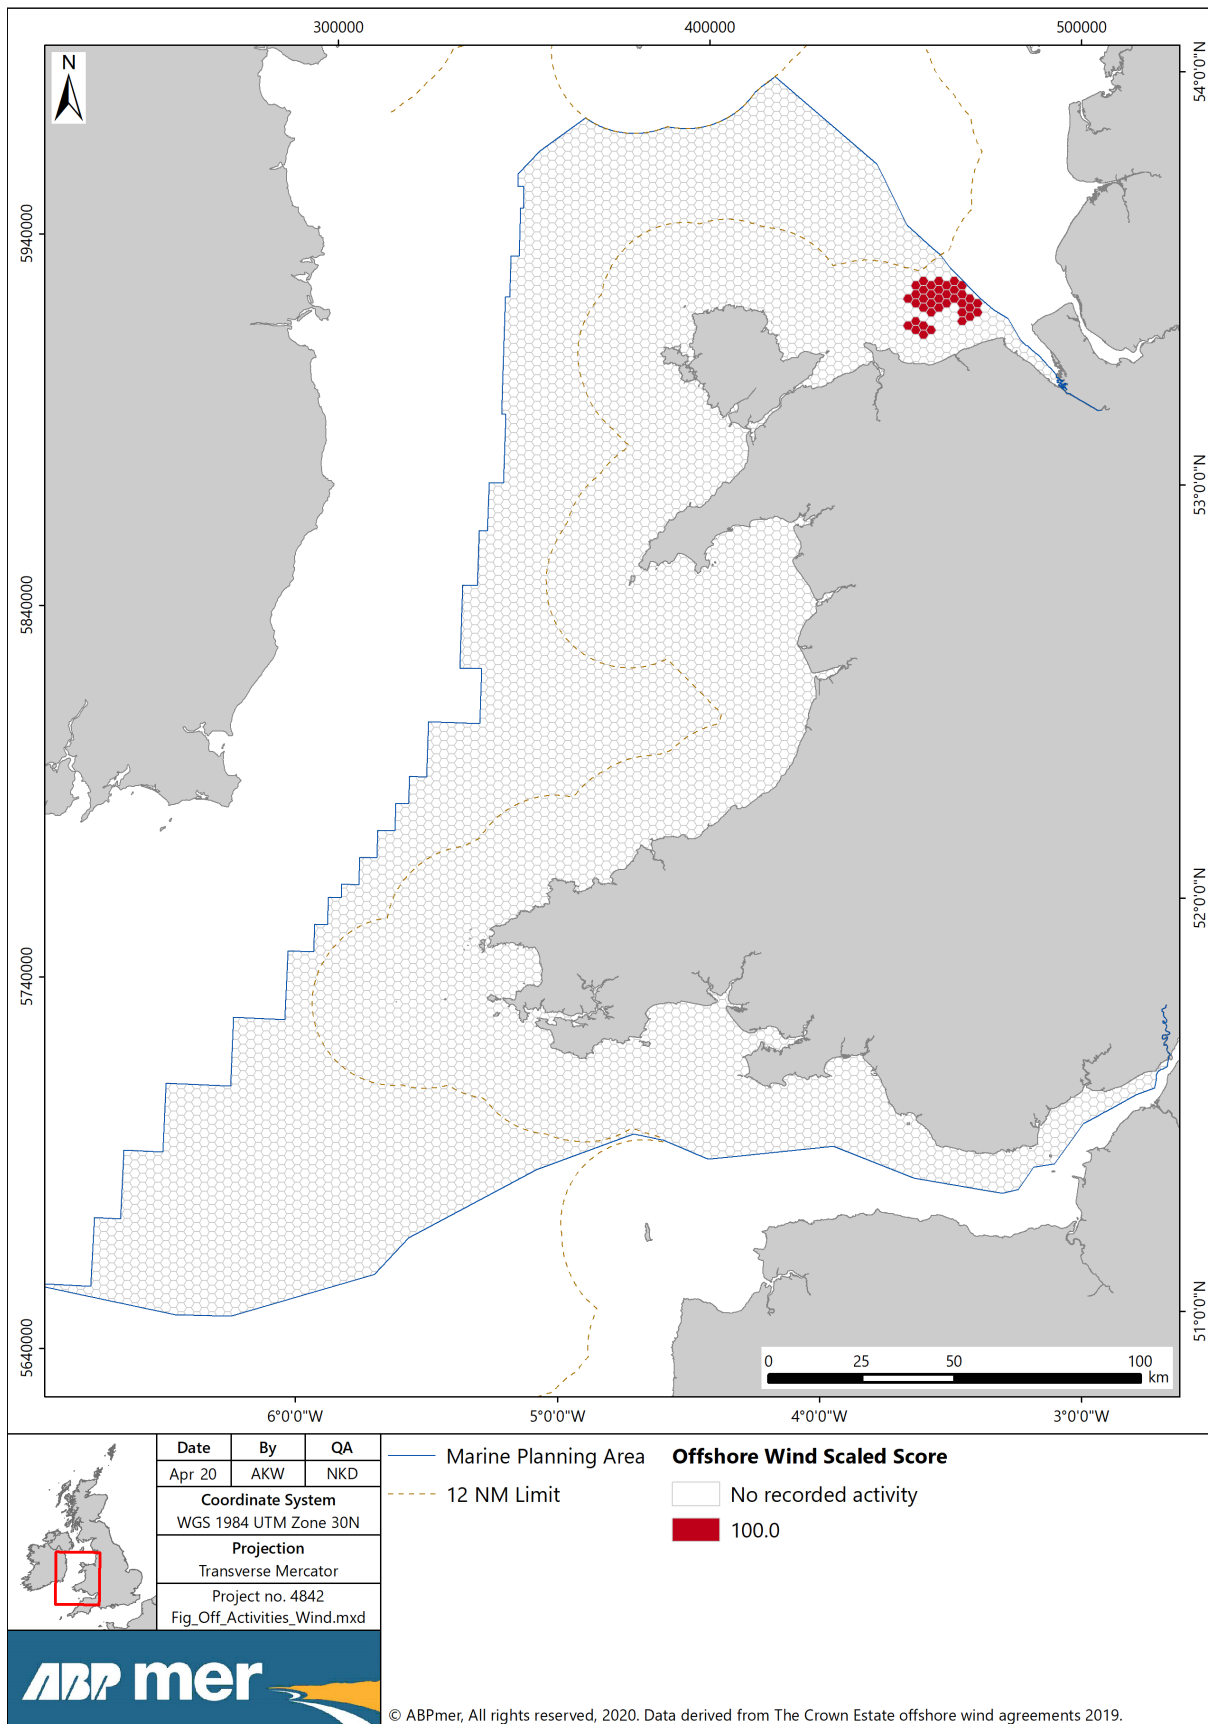 300000 400000 500000
N
54°0'0"N
5940000
53°0'0"N
5840000
52°0'0"N
5740000
51°0'0"N
5640000
0 25 50 100
km
6°0'0"W 5°0'0"W 4°0'0"W 3°0'0"W
Date By QA
Apr 20 AKW NKD
Coordinate System
WGS 1984 UTM Zone 30N
Projection
Transverse Mercator
Project no. 4842
Fig_Off_Activities_Wind.mxd
ABP mer
Marine Planning Area
12 NM Limit
Offshore Wind Scaled Score
No recorded activity
100.0
© ABPmer, All rights reserved, 2020. Data derived from The Crown Estate offshore wind agreements 2019.